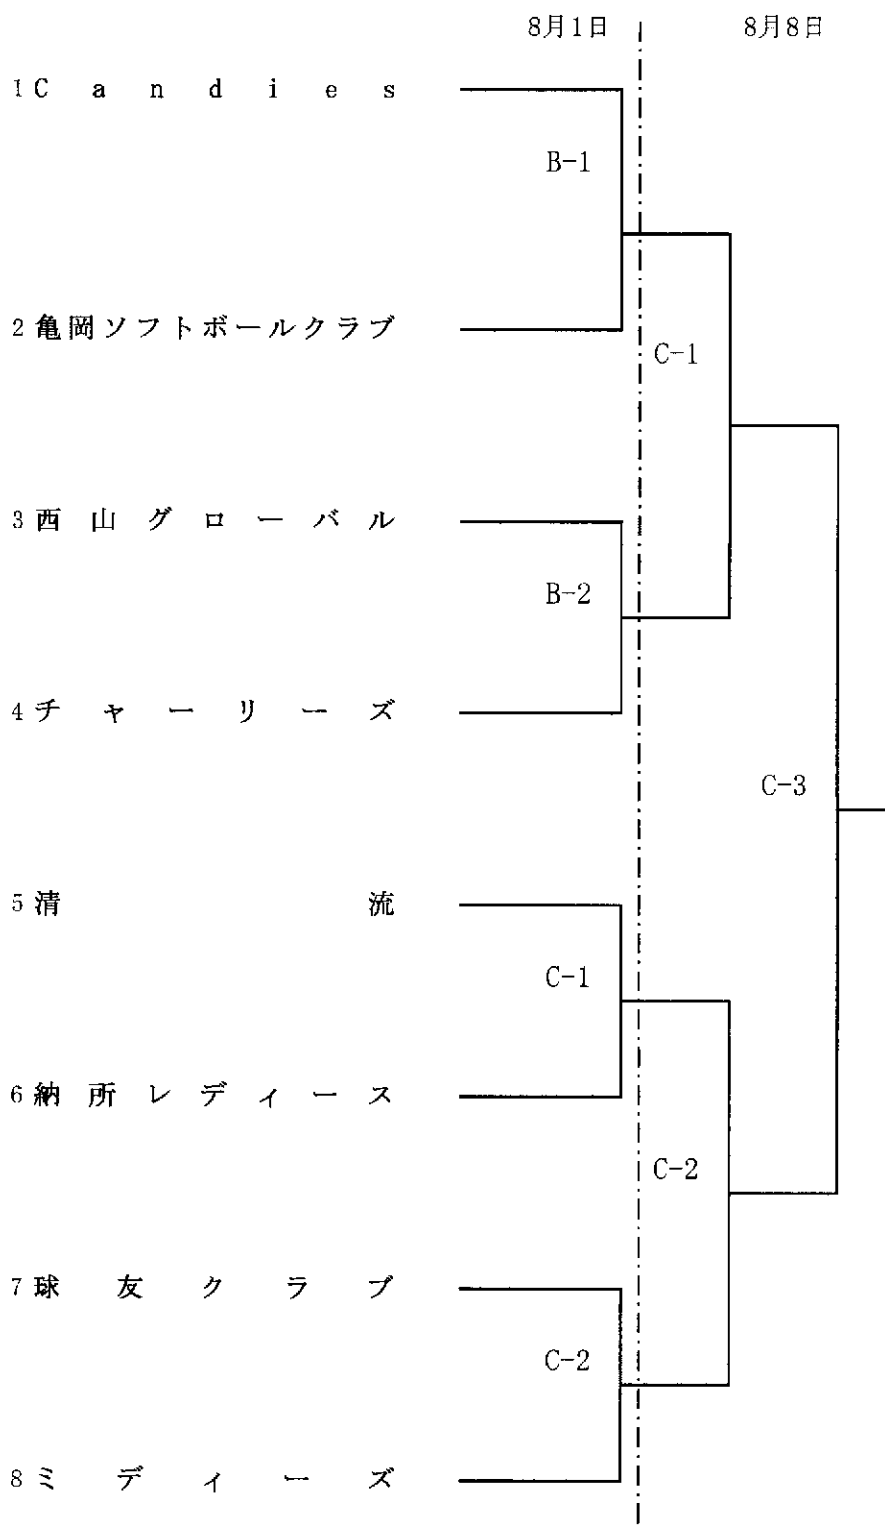 8月1日 8月8日
1 Candies
B-1
2 亀岡ソフトボールクラブ
C-1
3 西山グローバル
B-2
4 チャーリーズ
C-3
5 清流
C-1
6 納所レディース
C-2
7 球友クラブ
C-2
8 ミディーズ